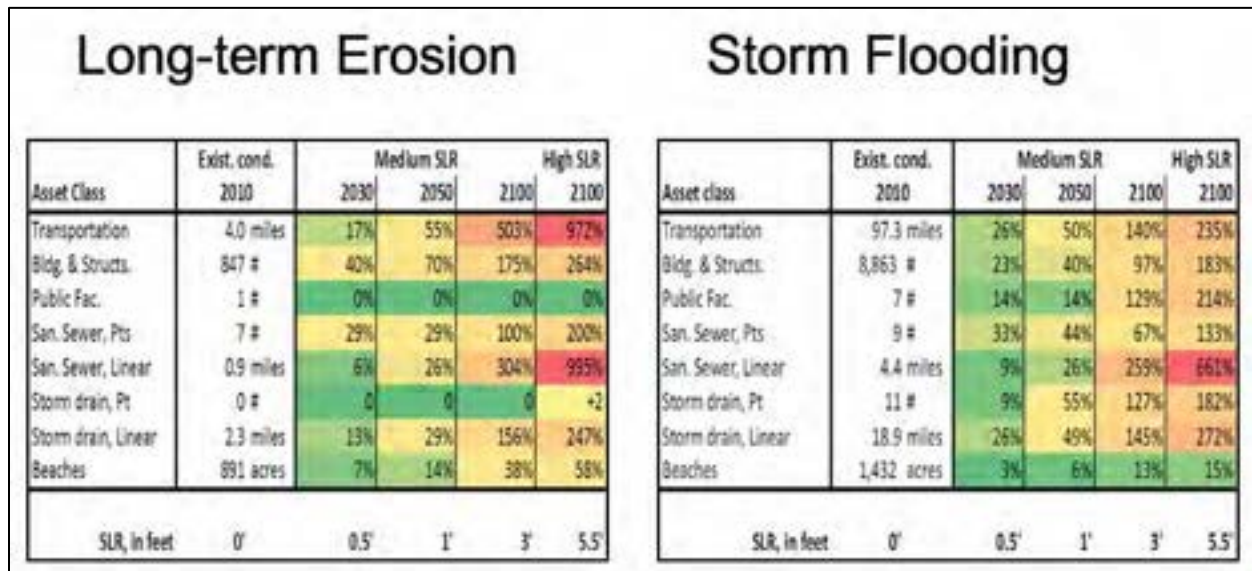 Long-term Erosion
Exist. cond. Medium SLR High SLR
Asset Class 2010 2030 2050 2100 2100
Transportation 4.0 miles 17% 55% 503% 972%
Bldg. & Structs. 847 # 40% 70% 175% 264%
Public Fac. 1 # 0% 0% 0% 0%
San. Sewer, Pts 7 # 29% 29% 100% 200%
San. Sewer, Linear 0.9 miles 6% 26% 304% 995%
Storm drain, Pt 0 # 0 0 0 +2
Storm drain, Linear 2.3 miles 13% 29% 156% 247%
Beaches 891 acres 7% 14% 38% 58%
SLR, in feet 0' 0.5' 1' 3' 5.5'
Storm Flooding
Exist. cond. Medium SLR High SLR
Asset class 2010 2030 2050 2100 2100
Transportation 97.3 miles 26% 50% 140% 235%
Bldg. & Structs. 8,863 # 23% 40% 97% 183%
Public Fac. 7 # 14% 14% 129% 214%
San. Sewer, Pts 9 # 33% 44% 67% 133%
San. Sewer, Linear 4.4 miles 9% 26% 259% 661%
Storm drain, Pt 11 # 9% 55% 127% 182%
Storm drain, Linear 18.9 miles 26% 49% 145% 272%
Beaches 1,432 acres 3% 6% 13% 15%
SLR, in feet 0' 0.5' 1' 3' 5.5'